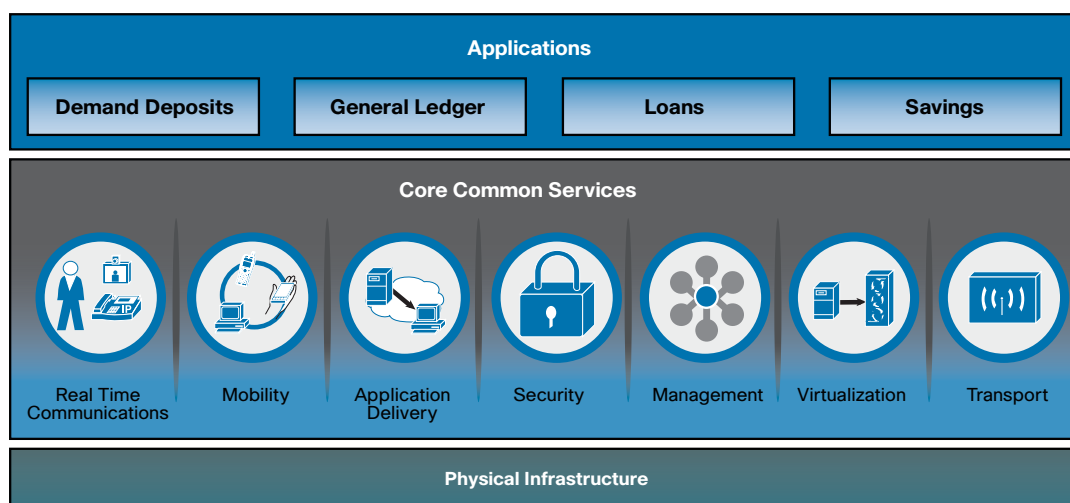 Applications
Demand Deposits
General Ledger
Loans
Savings
Core Common Services
IP
Real Time
Communications
Mobility
Application
Delivery
Security
Management
Virtualization
Transport
Physical Infrastructure